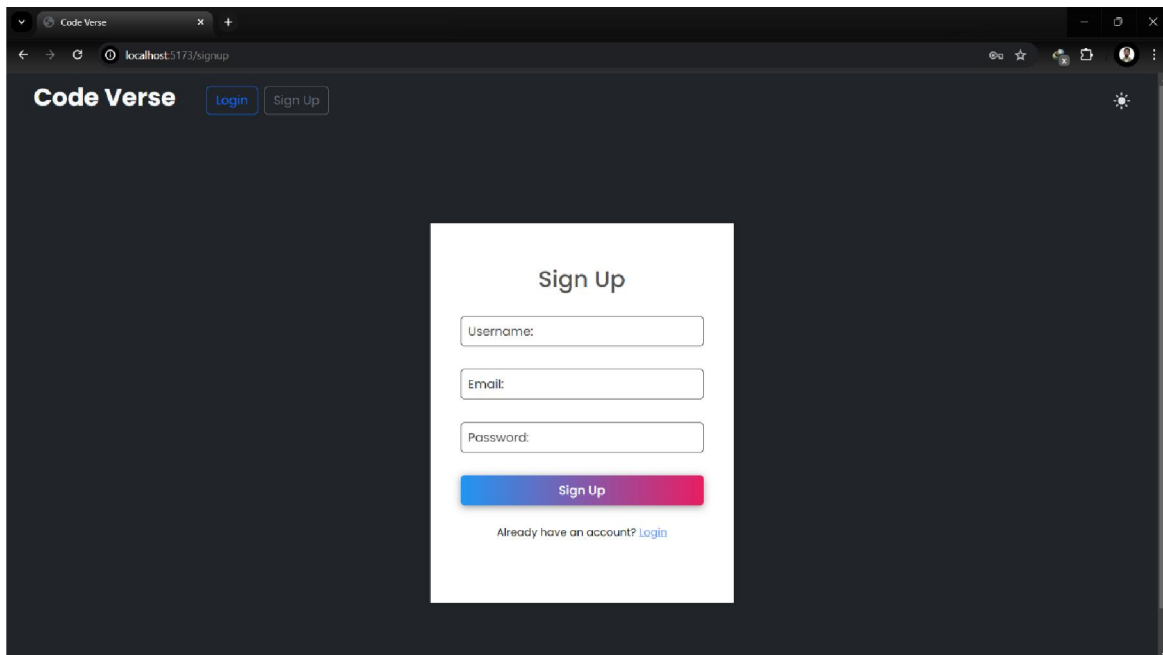 Code Verse
localhost:5173/signup
Code Verse Login Sign Up
Sign Up
Username:
Email:
Password:
Sign Up
Already have an account? Login